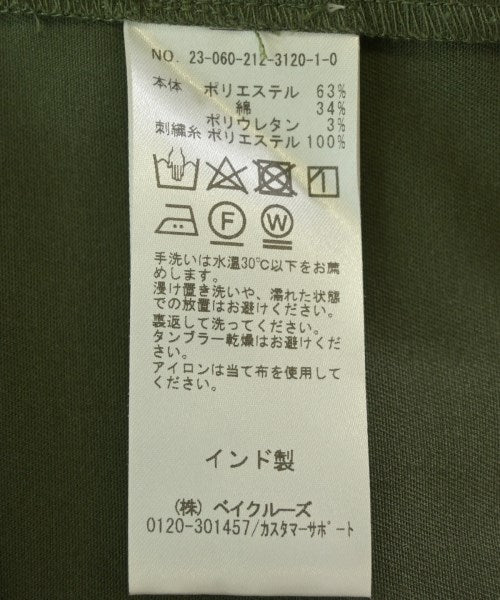 NO. 23-060-212-3120-1-0
本体 ポリエステル 63%
綿 34%
ポリウレタン 3%
刺繍糸 ポリエステル 100%
F W
手洗いは水温30℃以下をお薦
めします。
浸け置き洗いや、濡れた状態
での放置はお避けください。
裏返して洗ってください。
タンブラー乾燥はお避けくだ
さい。
アイロンは当て布を使用して
ください。
インド製
(株) ベイクルーズ
0120-301457/カスタマーサポート